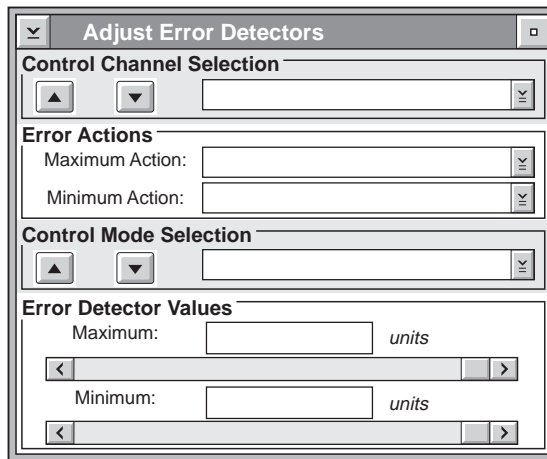 Adjust Error Detectors
Control Channel Selection
Error Actions
Maximum Action:
Minimum Action:
Control Mode Selection
Error Detector Values
Maximum: units
Minimum: units